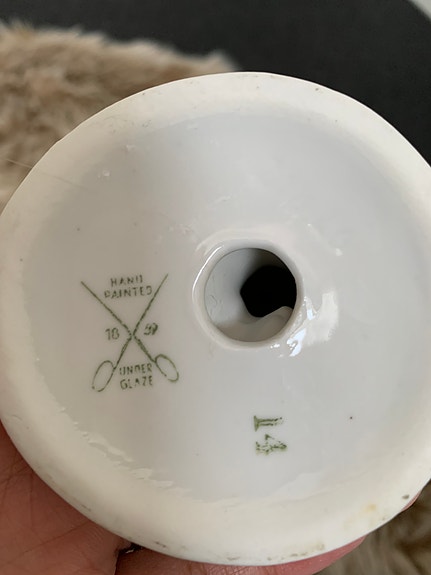 HAND
PAINTED
18 59
UNDER
GLAZE
14